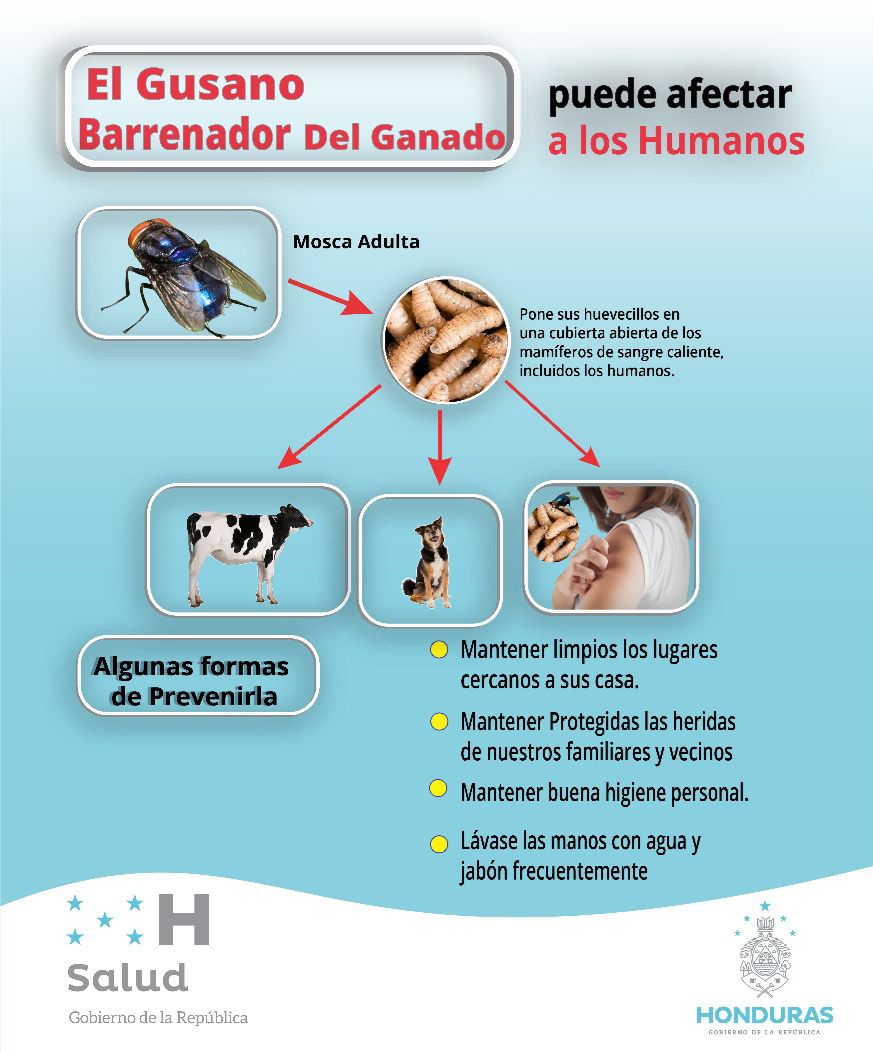 El Gusano
Barrenador Del Ganado
puede afectar
a los Humanos
Mosca Adulta
Pone sus huevecillos en
una cubierta abierta de los
mamíferos de sangre caliente,
incluidos los humanos.
Algunas formas
de Prevenirla
Mantener limpios los lugares
cercanos a sus casa.
Mantener Protegidas las heridas
de nuestros familiares y vecinos
Mantener buena higiene personal.
Lávase las manos con agua y
jabón frecuentemente
H
Salud
Gobierno de la República
HONDURAS
GOBIERNO DE LA REPÚBLICA